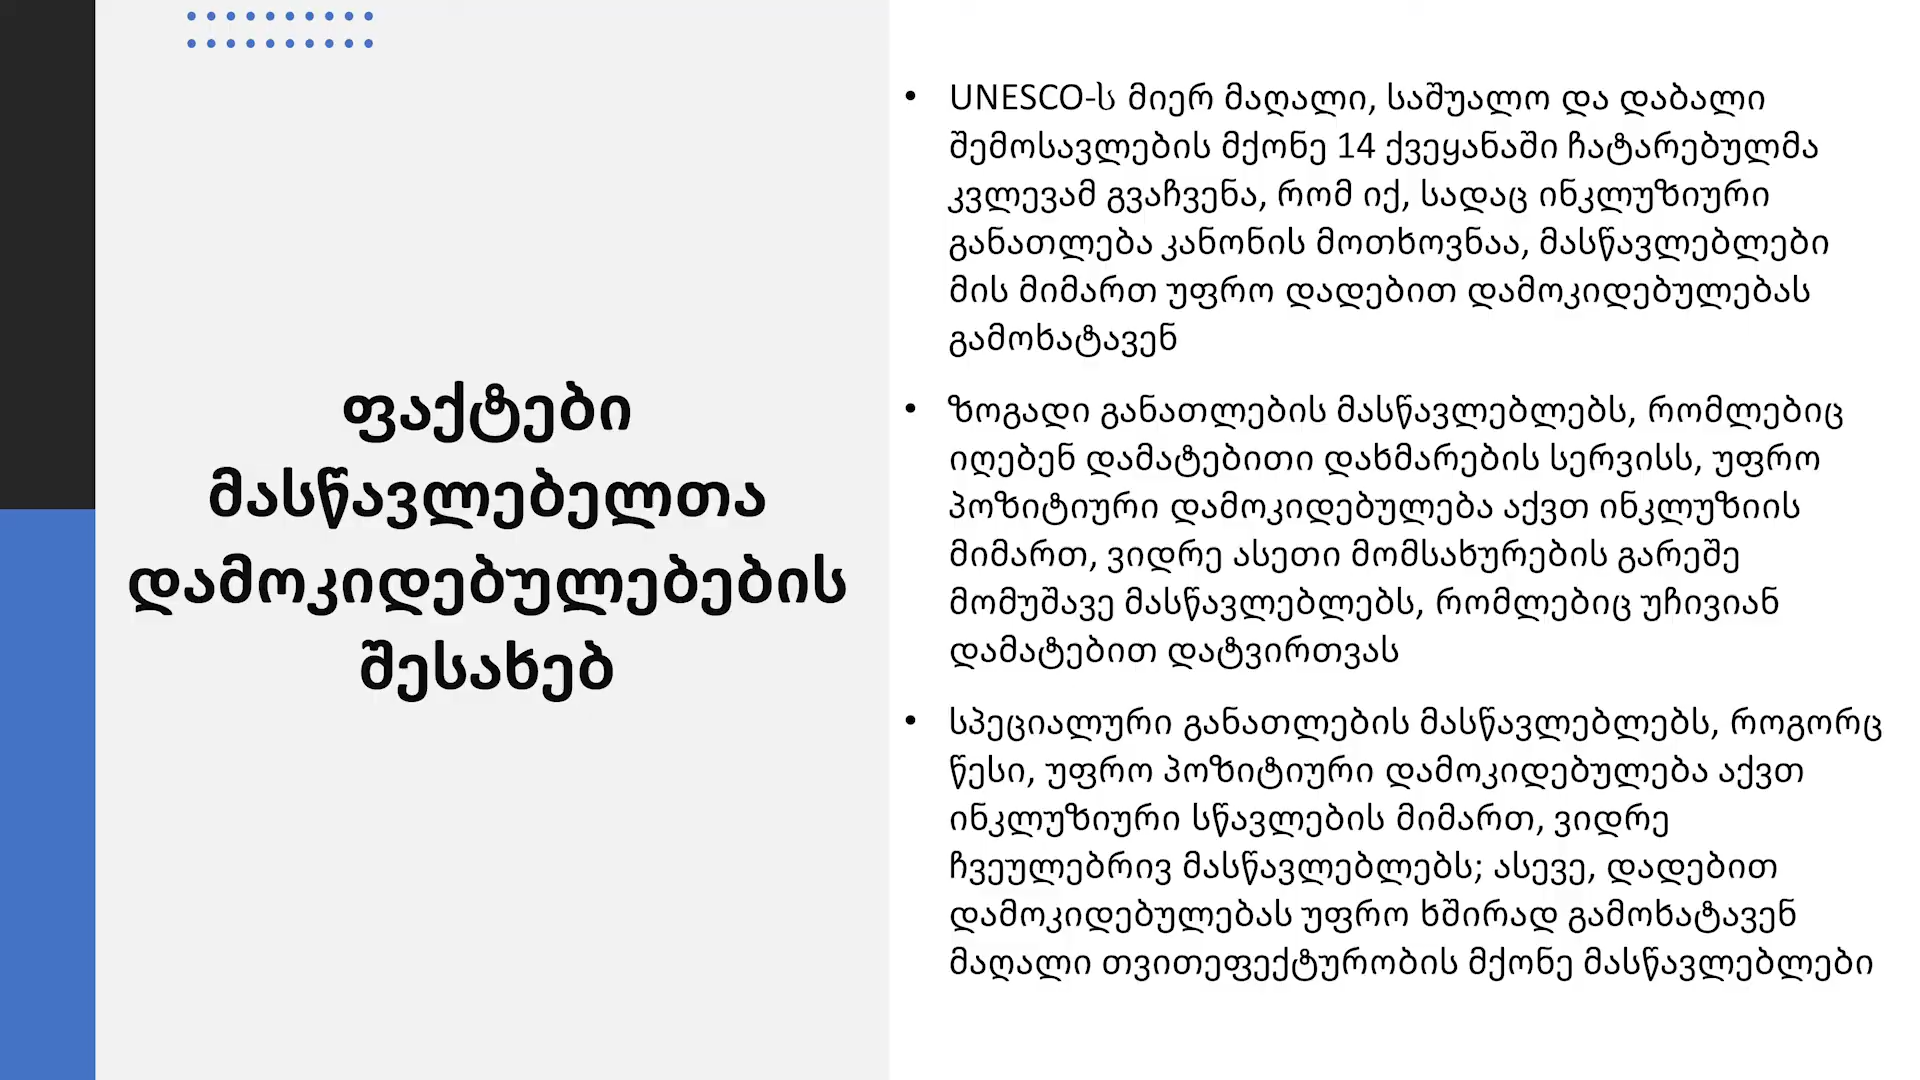 ფაქტები
მასწავლებელთა
დამოკიდებულებების
შესახებ
• UNESCO-ს მიერ მაღალი, საშუალო და დაბალი
შემოსავლების მქონე 14 ქვეყანაში ჩატარებულმა
კვლევამ გვაჩვენა, რომ იქ, სადაც ინკლუზიური
განათლება კანონის მოთხოვნაა, მასწავლებლები
მის მიმართ უფრო დადებით დამოკიდებულებას
გამოხატავენ
• ზოგადი განათლების მასწავლებლებს, რომლებიც
იღებენ დამატებითი დახმარების სერვისს, უფრო
პოზიტიური დამოკიდებულება აქვთ ინკლუზიის
მიმართ, ვიდრე ასეთი მომსახურების გარეშე
მომუშავე მასწავლებლებს, რომლებიც უჩივიან
დამატებით დატვირთვას
• სპეციალური განათლების მასწავლებლებს, როგორც
წესი, უფრო პოზიტიური დამოკიდებულება აქვთ
ინკლუზიური სწავლების მიმართ, ვიდრე
ჩვეულებრივ მასწავლებლებს; ასევე, დადებით
დამოკიდებულებას უფრო ხშირად გამოხატავენ
მაღალი თვითეფექტურობის მქონე მასწავლებლები